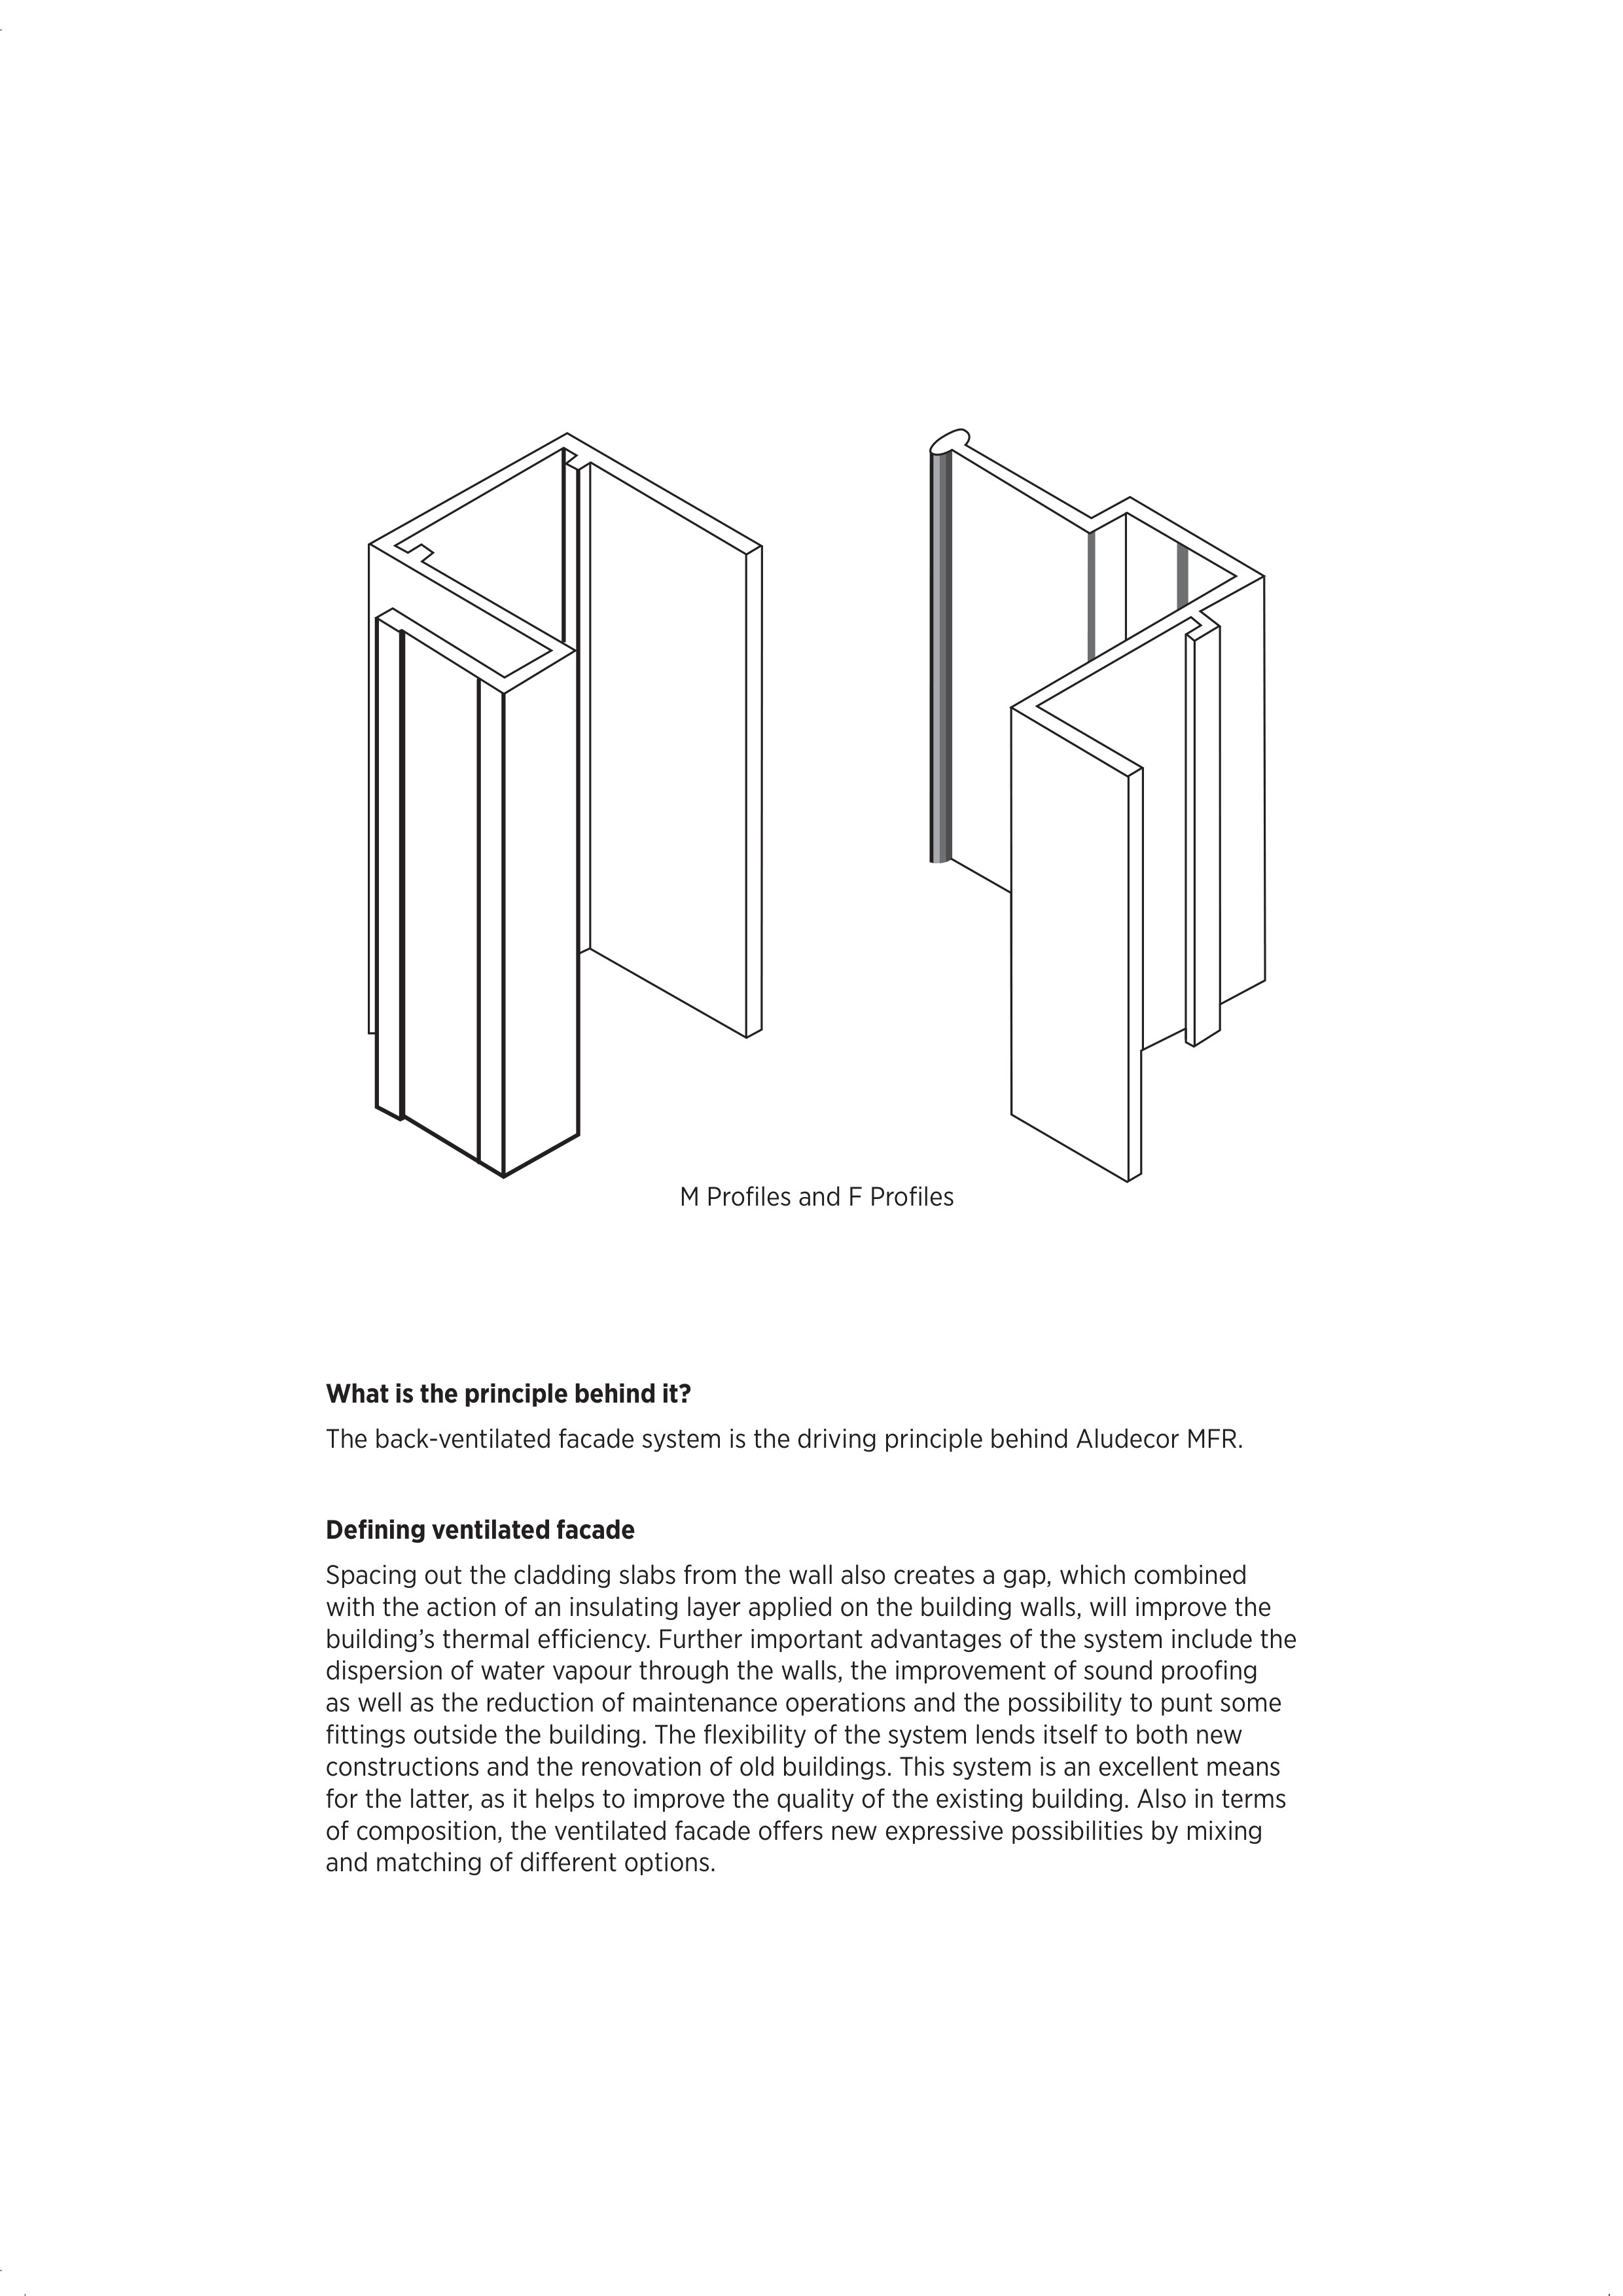 M Profiles and F Profiles
What is the principle behind it?
The back-ventilated facade system is the driving principle behind Aludecor MFR.
Defining ventilated facade
Spacing out the cladding slabs from the wall also creates a gap, which combined
with the action of an insulating layer applied on the building walls, will improve the
building’s thermal efficiency. Further important advantages of the system include the
dispersion of water vapour through the walls, the improvement of sound proofing
as well as the reduction of maintenance operations and the possibility to punt some
fittings outside the building. The flexibility of the system lends itself to both new
constructions and the renovation of old buildings. This system is an excellent means
for the latter, as it helps to improve the quality of the existing building. Also in terms
of composition, the ventilated facade offers new expressive possibilities by mixing
and matching of different options.